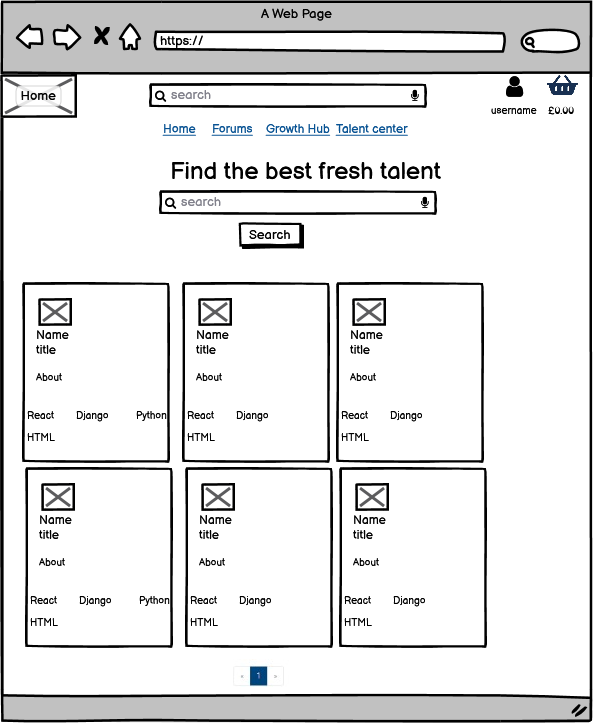 A Web Page
https://
Home
search
username £0.00
Home Forums Growth Hub Talent center
Find the best fresh talent
search
Search
Name
title
About
React Django Python
HTML
Name
title
About
React Django
HTML
Name
title
About
React Django
HTML
Name
title
About
React Django Python
HTML
Name
title
About
React Django
HTML
Name
title
About
React Django
HTML
« 1 »